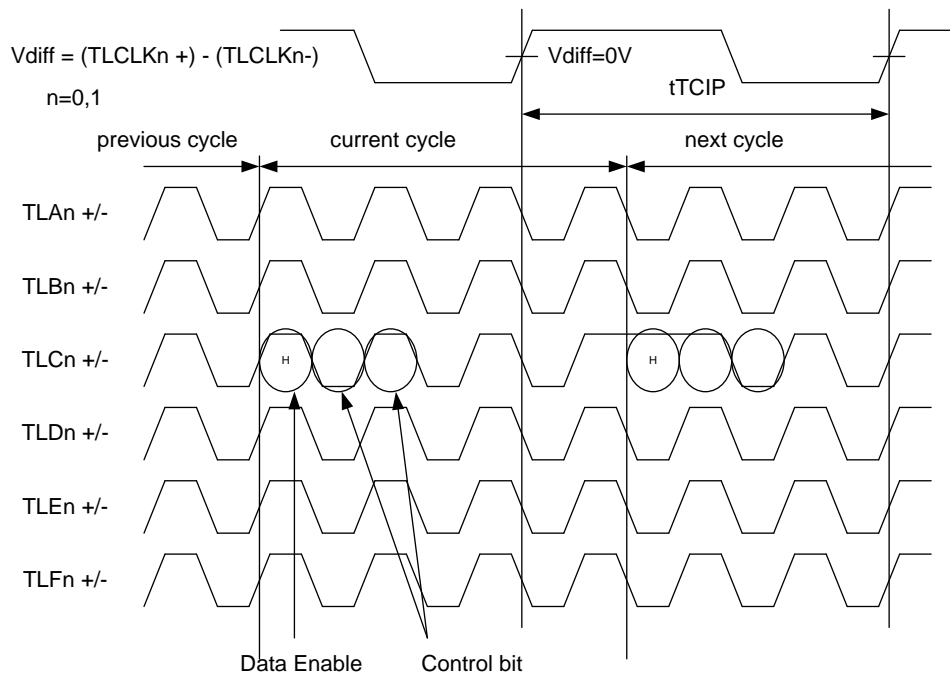 Vdiff = (TLCLKn +) - (TLCLKn-)
Vdiff=0V
n=0,1
tTCIP
previous cycle
current cycle
next cycle
TLAn +/-
TLBn +/-
TLCn +/-
H
H
TLDn +/-
TLEn +/-
TLFn +/-
Data Enable
Control bit